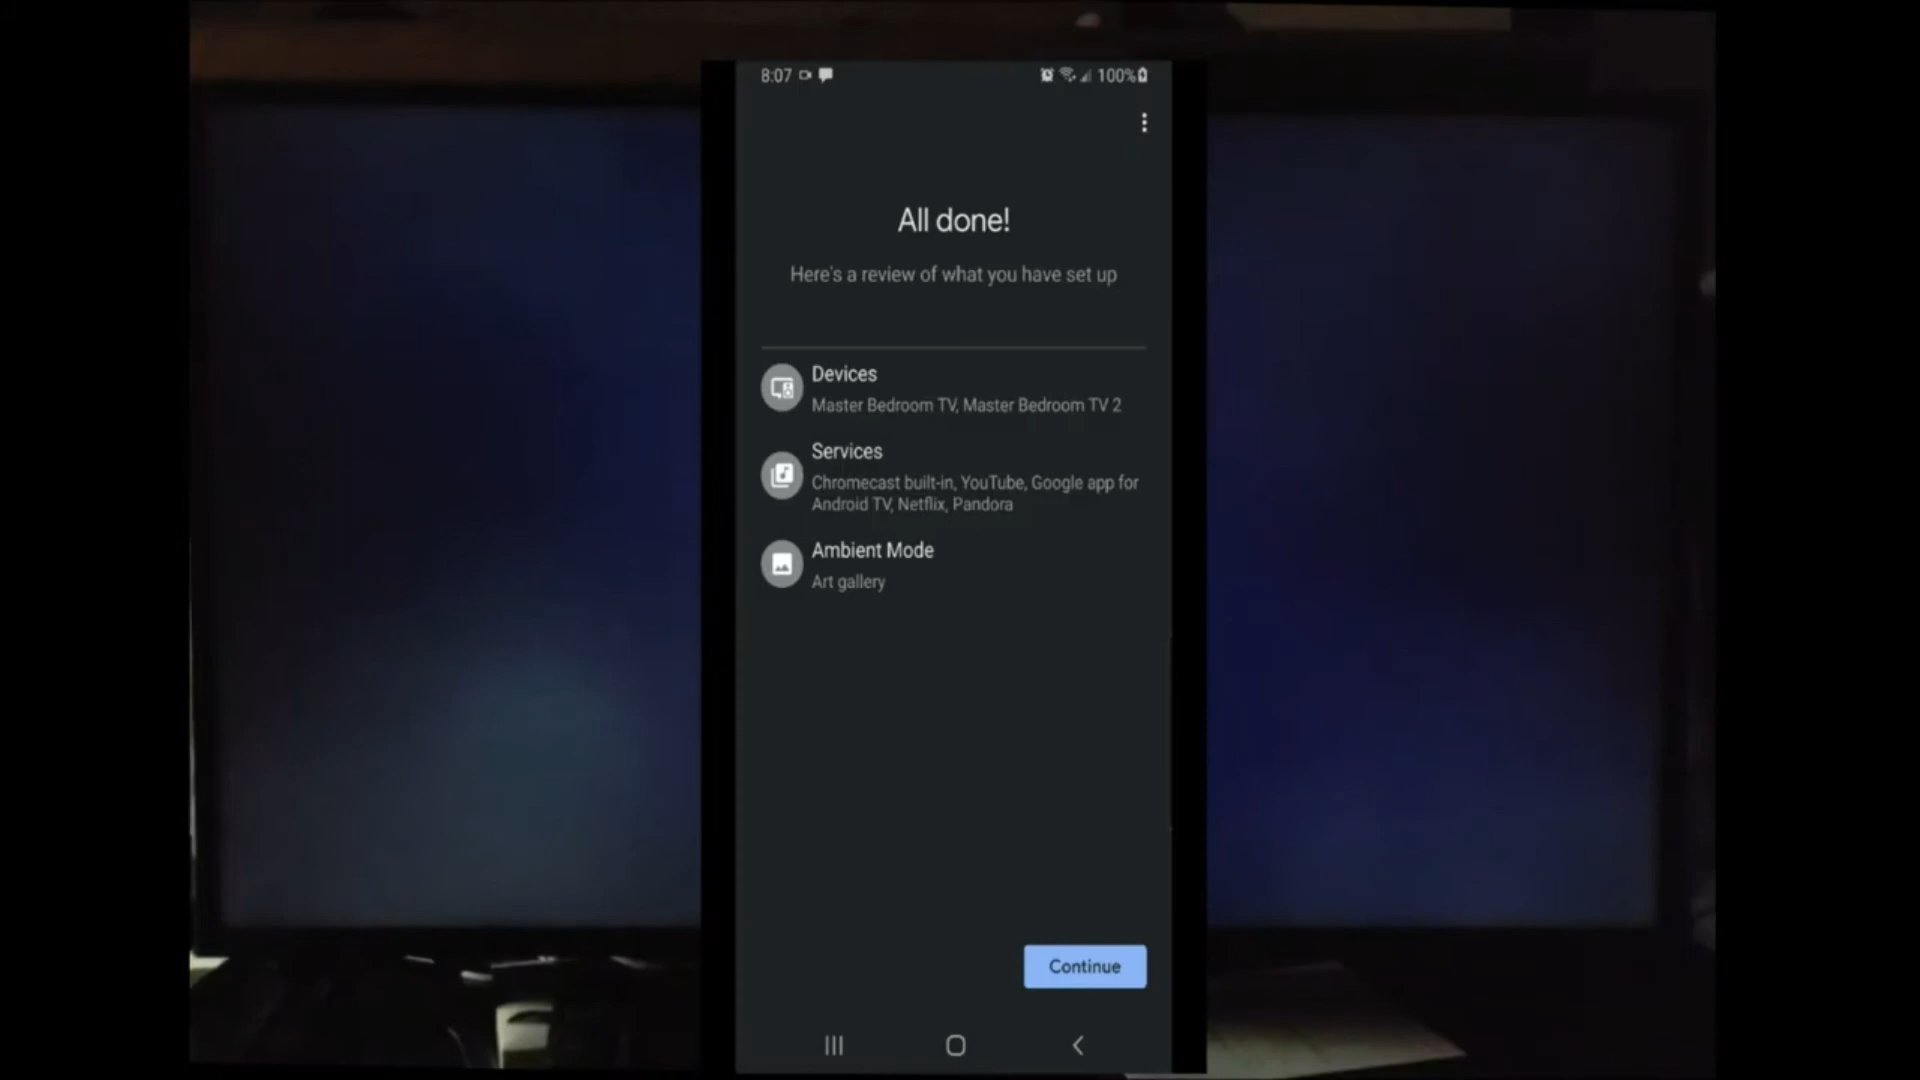 8:07 100%
All done!
Here's a review of what you have set up
Devices
Master Bedroom TV, Master Bedroom TV 2
Services
Chromecast built-in, YouTube, Google app for
Android TV, Netflix, Pandora
Ambient Mode
Art gallery
Continue